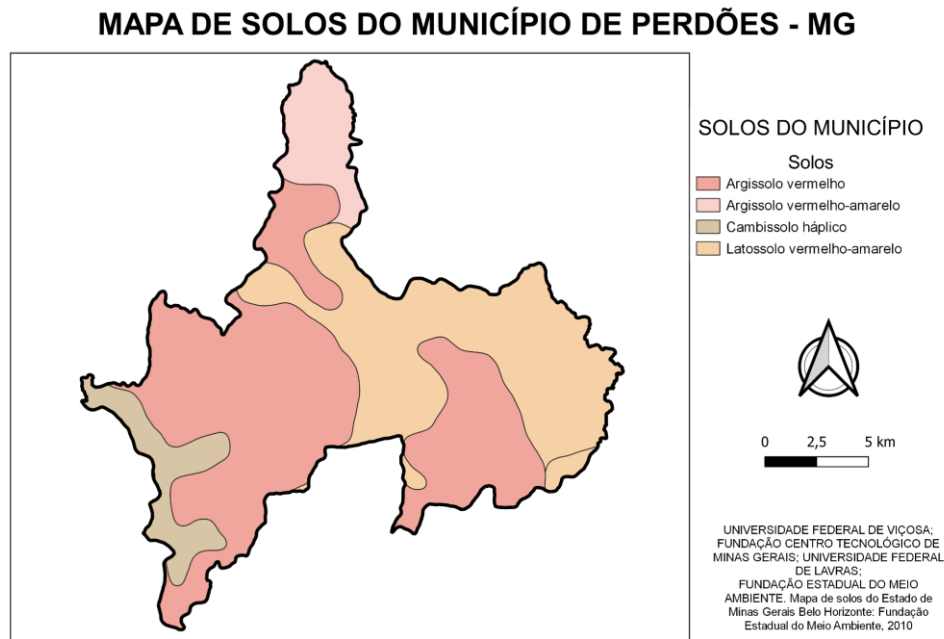 MAPA DE SOLOS DO MUNICÍPIO DE PERDÕES - MG
SOLOS DO MUNICÍPIO
Solos
Argissolo vermelho
Argissolo vermelho-amarelo
Cambissolo háplico
Latossolo vermelho-amarelo
0 2,5 5 km
UNIVERSIDADE FEDERAL DE VIÇOSA;
FUNDAÇÃO CENTRO TECNOLÓGICO DE
MINAS GERAIS; UNIVERSIDADE FEDERAL
DE LAVRAS;
FUNDAÇÃO ESTADUAL DO MEIO
AMBIENTE. Mapa de solos do Estado de
Minas Gerais Belo Horizonte: Fundação
Estadual do Meio Ambiente, 2010